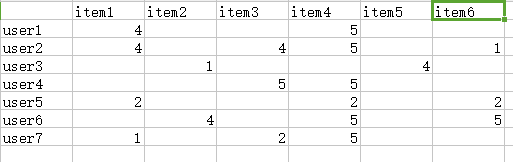 item1 item2 item3 item4 item5 item6
user1 4 5
user2 4 4 5 1
user3 1 4
user4 5 5
user5 2 2 2
user6 4 5 5
user7 1 2 5